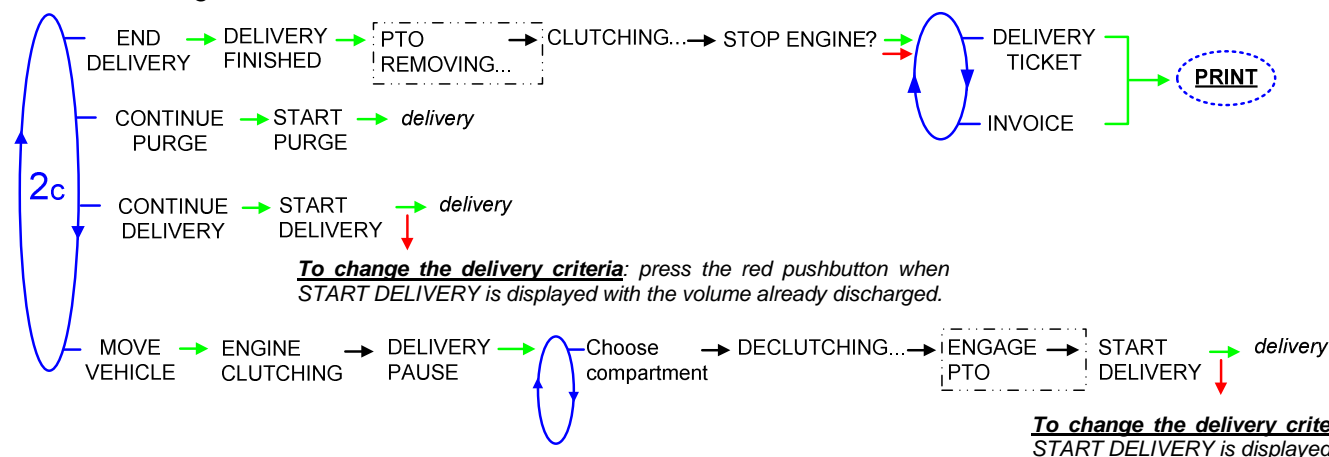 END DELIVERY
DELIVERY FINISHED
PTO REMOVING...
CLUTCHING...
STOP ENGINE?
DELIVERY TICKET
INVOICE
PRINT
2c
CONTINUE PURGE
START PURGE
delivery
CONTINUE DELIVERY
START DELIVERY
delivery
To change the delivery criteria: press the red pushbutton when
START DELIVERY is displayed with the volume already discharged.
MOVE VEHICLE
ENGINE CLUTCHING
DELIVERY PAUSE
Choose compartment
DECLUTCHING...
ENGAGE PTO
START DELIVERY
delivery
To change the delivery crite
START DELIVERY is displayed